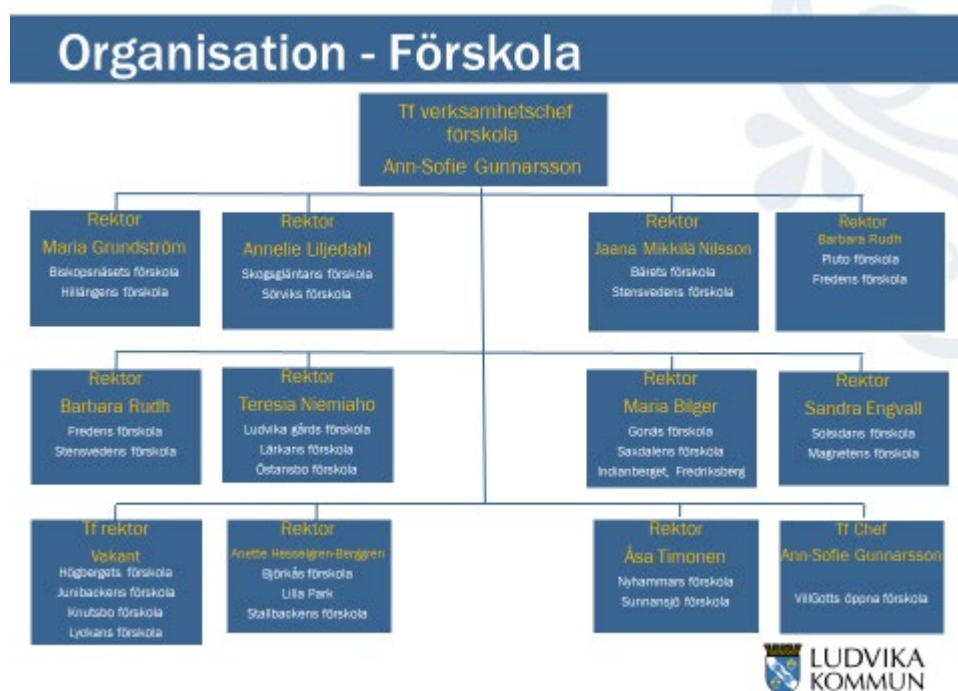 Organisation - Förskola
Tf verksamhetschef
förskola
Ann-Sofie Gunnarsson
Rektor
Maria Grundström
Biskopsnäsets förskola
Hillängens förskola
Rektor
Annelie Liljedahl
Skogsgläntans förskola
Sörviks förskola
Rektor
Jaana Mikkilä Nilsson
Bårets förskola
Stensvedens förskola
Rektor
Barbara Rudh
Pluto förskola
Fredens förskola
Rektor
Barbara Rudh
Fredens förskola
Stensvedens förskola
Rektor
Teresia Niemiaho
Ludvika gårds förskola
Lärkans förskola
Östansbo förskola
Rektor
Maria Bilger
Gonäs förskola
Saxdalens förskola
Indianberget, Fredriksberg
Rektor
Sandra Engvall
Solsidans förskola
Magnetens förskola
Tf rektor
Vakant
Högbergets förskola
Junibackens förskola
Knutsbo förskola
Lyckans förskola
Rektor
Anette Hesselgren-Berggren
Björkås förskola
Lilla Park
Stallbackens förskola
Rektor
Åsa Timonen
Nyhammars förskola
Sunnansjö förskola
Tf Chef
Ann-Sofie Gunnarsson
VillGotts öppna förskola
LUDVIKA
KOMMUN